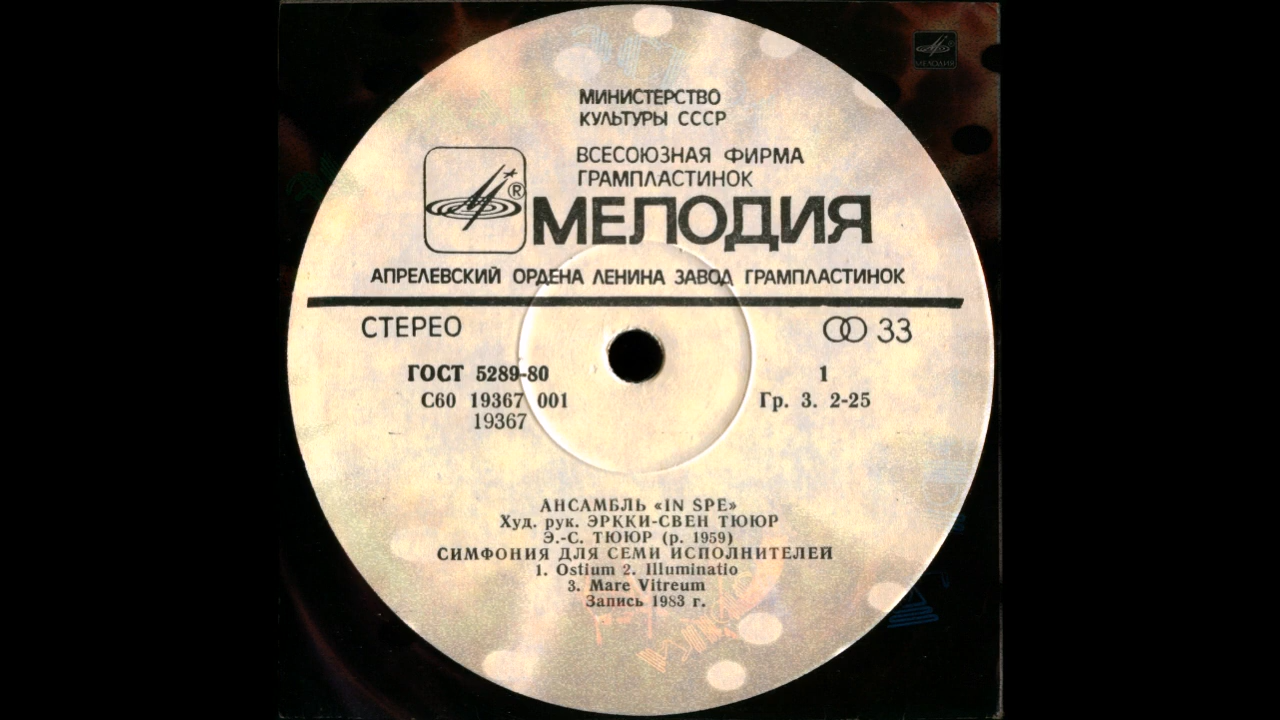 МЕЛОДИЯ
МИНИСТЕРСТВО
КУЛЬТУРЫ СССР
ВСЕСОЮЗНАЯ ФИРМА
ГРАМПЛАСТИНОК
®
МЕЛОДИЯ
АПРЕЛЕВСКИЙ ОРДЕНА ЛЕНИНА ЗАВОД ГРАМПЛАСТИНОК
СТЕРЕО 33
ГОСТ 5289-80 1
С60 19367 001 Гр. 3. 2-25
19367
АНСАМБЛЬ «IN SPE»
Худ. рук. ЭРККИ-СВЕН ТЮЮР
Э.-С. ТЮЮР (р. 1959)
СИМФОНИЯ ДЛЯ СЕМИ ИСПОЛНИТЕЛЕЙ
1. Ostium 2. Illuminatio
3. Mare Vitreum
Запись 1983 г.